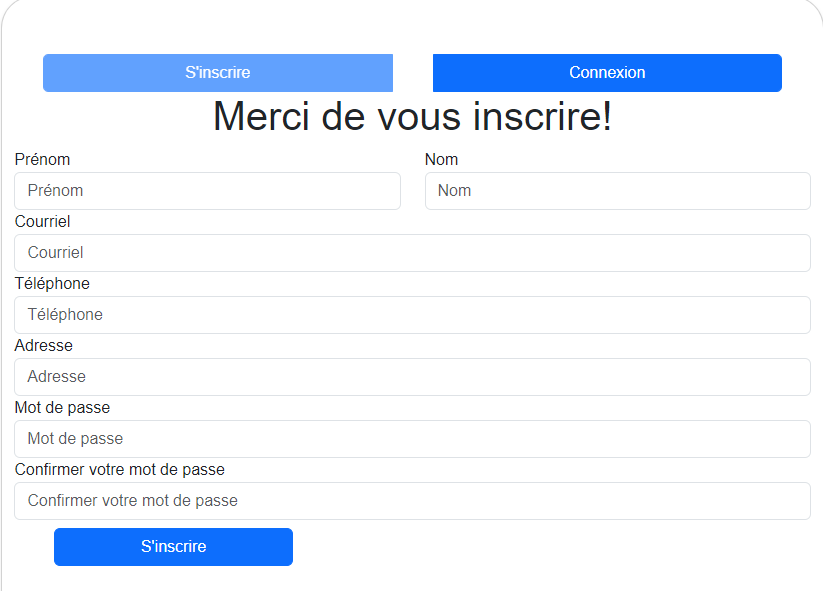 S'inscrire Connexion
Merci de vous inscrire!
Prénom Nom
Prénom Nom
Courriel
Courriel
Téléphone
Téléphone
Adresse
Adresse
Mot de passe
Mot de passe
Confirmer votre mot de passe
Confirmer votre mot de passe
S'inscrire